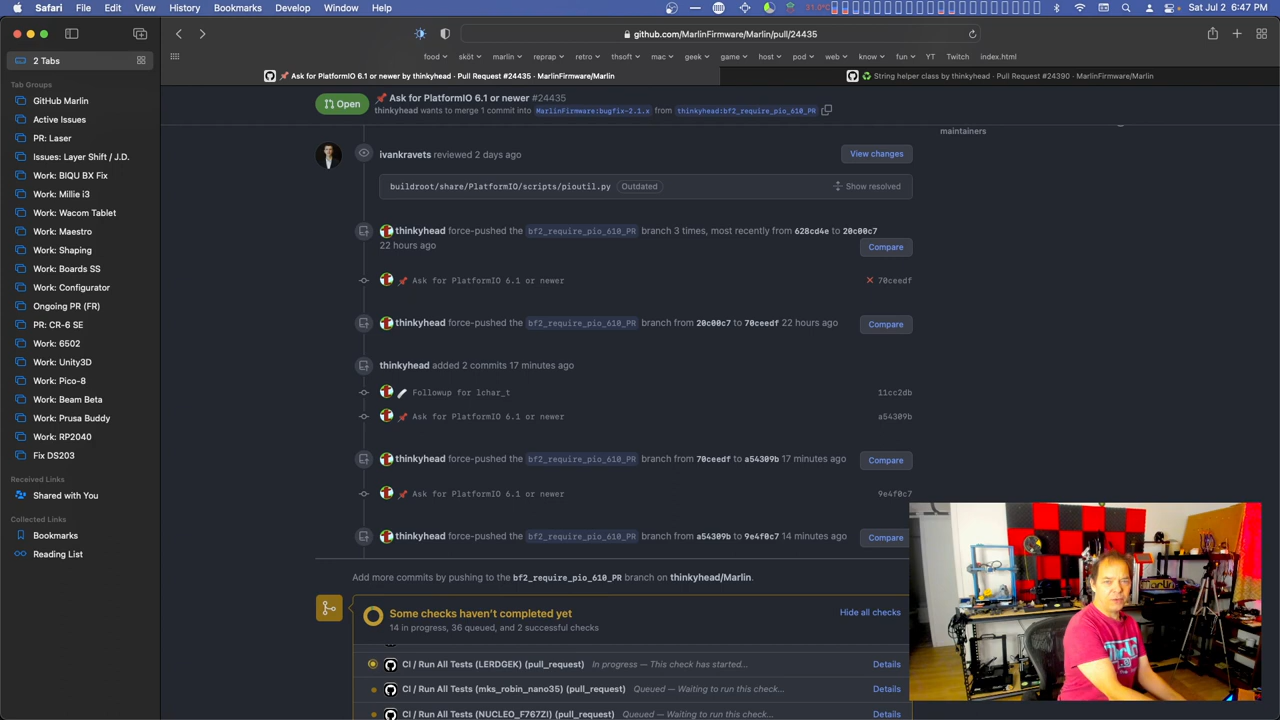 Safari File Edit View History Bookmarks Develop Window Help
31.0°C Sat Jul 2 6:47 PM
github.com/MarlinFirmware/Marlin/pull/24435
food sköt marlin reprap retro thsoft mac geek game host pod web know fun YT Twitch index.html
📌 Ask for PlatformIO 6.1 or newer by thinkyhead · Pull Request #24435 · MarlinFirmware/Marlin
♻️ String helper class by thinkyhead · Pull Request #24390 · MarlinFirmware/Marlin
2 Tabs
Tab Groups
GitHub Marlin
Active Issues
PR: Laser
Issues: Layer Shift / J.D.
Work: BIQU BX Fix
Work: Millie i3
Work: Wacom Tablet
Work: Maestro
Work: Shaping
Work: Boards SS
Work: Configurator
Ongoing PR (FR)
PR: CR-6 SE
Work: 6502
Work: Unity3D
Work: Pico-8
Work: Beam Beta
Work: Prusa Buddy
Work: RP2040
Fix DS203
Received Links
Shared with You
Collected Links
Bookmarks
Reading List
Open
📌 Ask for PlatformIO 6.1 or newer #24435
thinkyhead wants to merge 1 commit into MarlinFirmware:bugfix-2.1.x from thinkyhead:bf2_require_pio_610_PR
maintainers
ivankravets reviewed 2 days ago
View changes
buildroot/share/PlatformIO/scripts/pioutil.py Outdated
Show resolved
thinkyhead force-pushed the bf2_require_pio_610_PR branch 3 times, most recently from 628cd4e to 20c00c7
22 hours ago
Compare
📌 Ask for PlatformIO 6.1 or newer
70ceedf
thinkyhead force-pushed the bf2_require_pio_610_PR branch from 20c00c7 to 70ceedf 22 hours ago
Compare
thinkyhead added 2 commits 17 minutes ago
Followup for lchar_t
11cc2db
📌 Ask for PlatformIO 6.1 or newer
a54309b
thinkyhead force-pushed the bf2_require_pio_610_PR branch from 70ceedf to a54309b 17 minutes ago
Compare
📌 Ask for PlatformIO 6.1 or newer
9e4f0c7
thinkyhead force-pushed the bf2_require_pio_610_PR branch from a54309b to 9e4f0c7 14 minutes ago
Compare
Add more commits by pushing to the bf2_require_pio_610_PR branch on thinkyhead/Marlin.
Some checks haven't completed yet
14 in progress, 36 queued, and 2 successful checks
Hide all checks
CI / Run All Tests (LERDGEK) (pull_request) In progress — This check has started...
Details
CI / Run All Tests (mks_robin_nano35) (pull_request) Queued — Waiting to run this check...
Details
CI / Run All Tests (NUCLEO_F767ZI) (pull_request) Queued — Waiting to run this check...
Details
Marlin